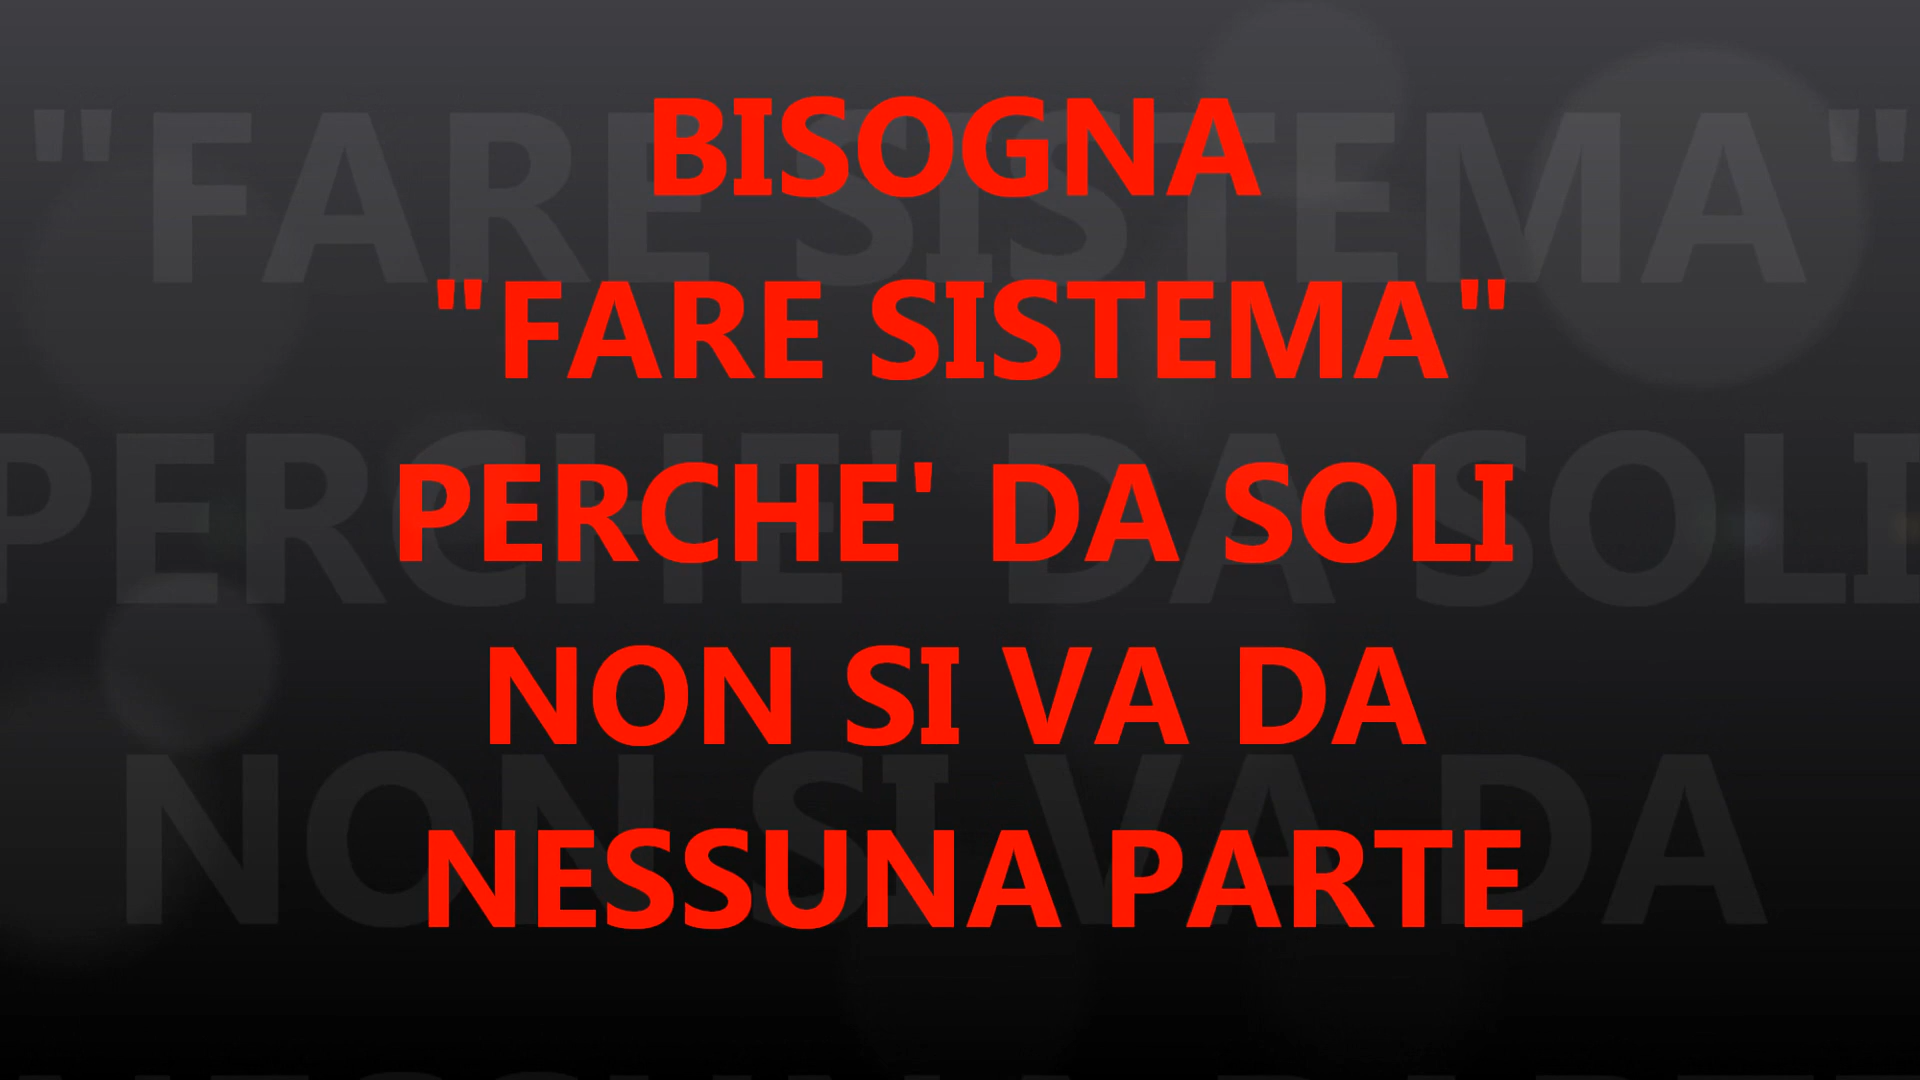 BISOGNA
"FARE SISTEMA"
PERCHE' DA SOLI
NON SI VA DA
NESSUNA PARTE